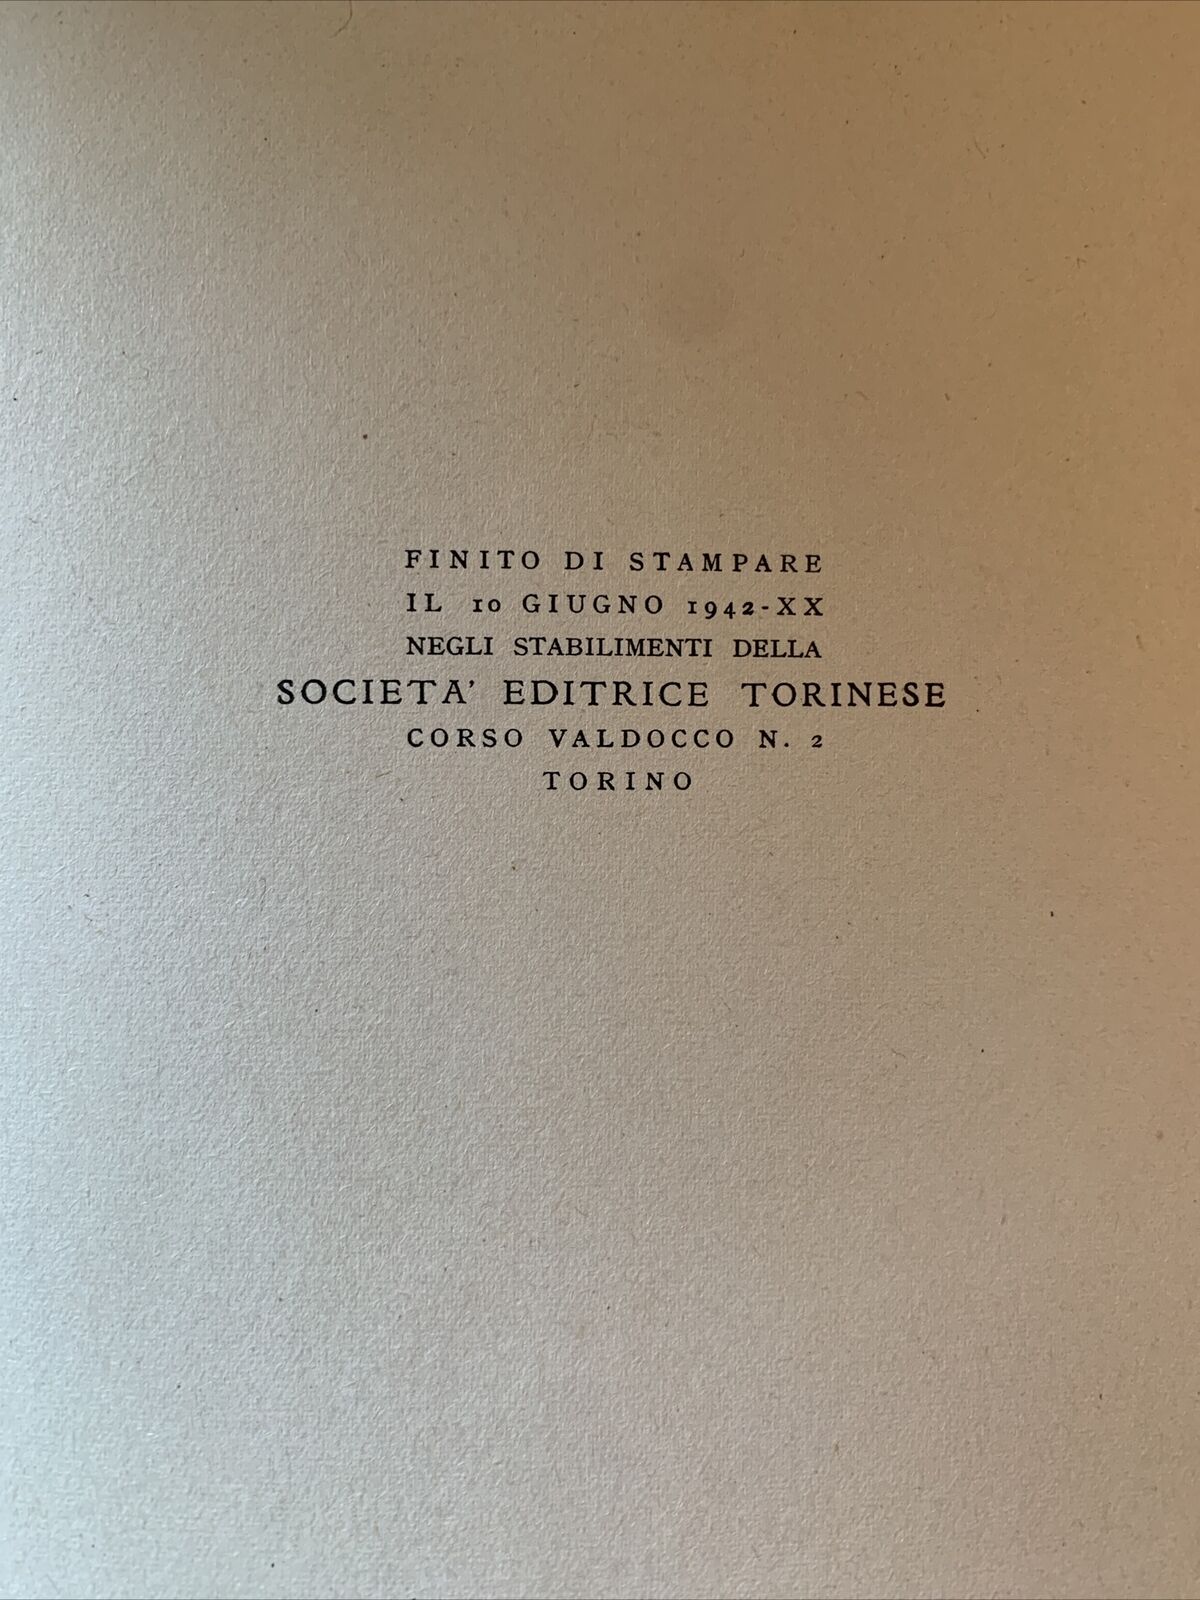 FINITO DI STAMPARE
IL 10 GIUGNO 1942-XX
NEGLI STABILIMENTI DELLA
SOCIETA' EDITRICE TORINESE
CORSO VALDOCCO N. 2
TORINO